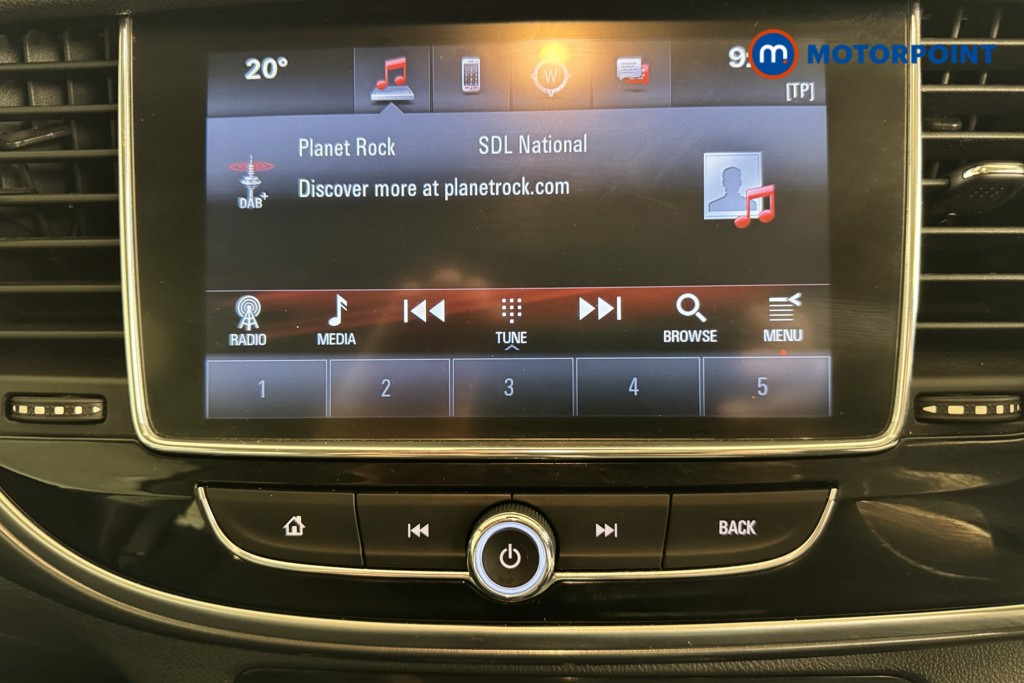 20°
W
[TP]
m MOTORPOINT
Planet Rock SDL National
DAB+
Discover more at planetrock.com
RADIO MEDIA TUNE BROWSE MENU
1 2 3 4 5
BACK